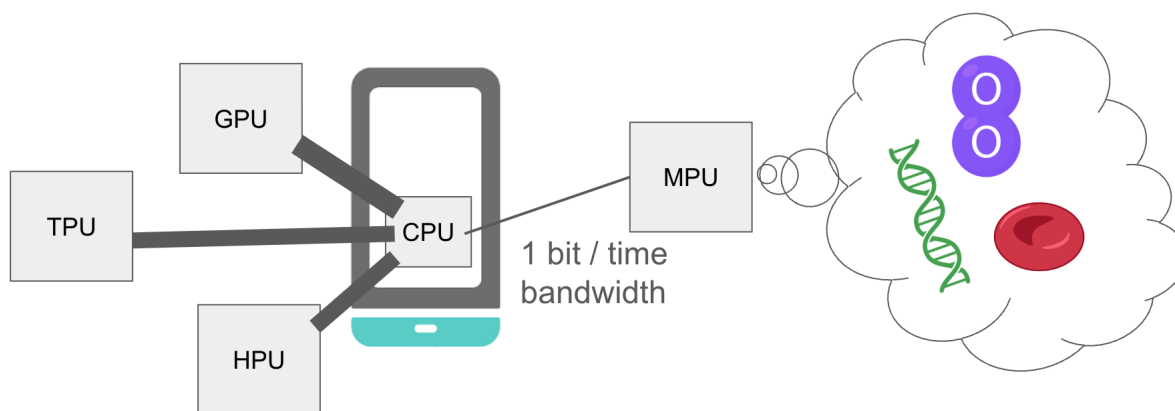 GPU
TPU
CPU
HPU
1 bit / time
bandwidth
MPU
O
O